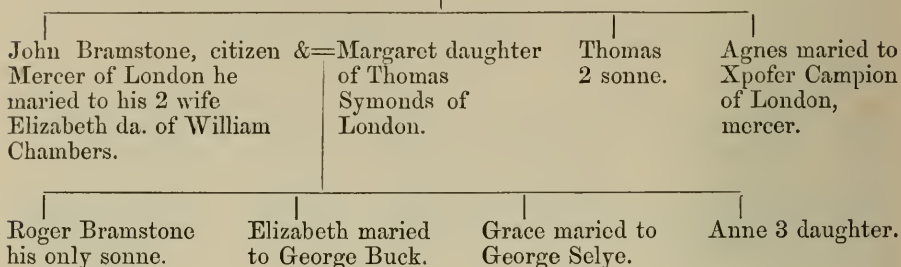 John Bramstone, citizen &=Margaret daughter
Mercer of London he
maried to his 2 wife
Elizabeth da. of William
Chambers.
of Thomas
Symonds of
London.
Thomas
2 sonne.
Agnes maried to
Xpofer Campion
of London,
mercer.
Roger Bramstone
his only sonne.
Elizabeth maried
to George Buck.
Grace maried to
George Selye.
Anne 3 daughter.